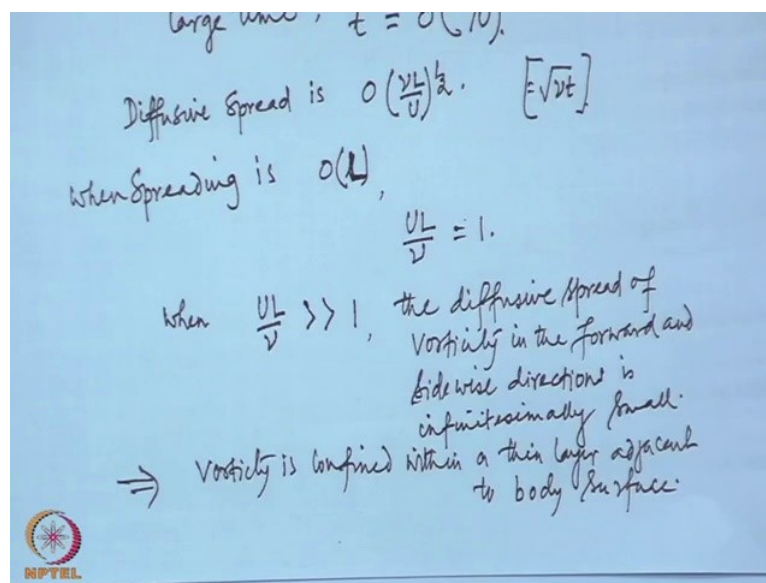 large time, t = O(L/U).
Diffusive Spread is O(νL/U)^½. [=√νt]
when Spreading is O(L),
UL/ν = 1.
when UL/ν >> 1, the diffusive spread of
vorticity in the forward and
sidewise directions is
infinitesimally small.
⇒ Vorticity is confined within a thin layer adjacent
to body surface.
NPTEL